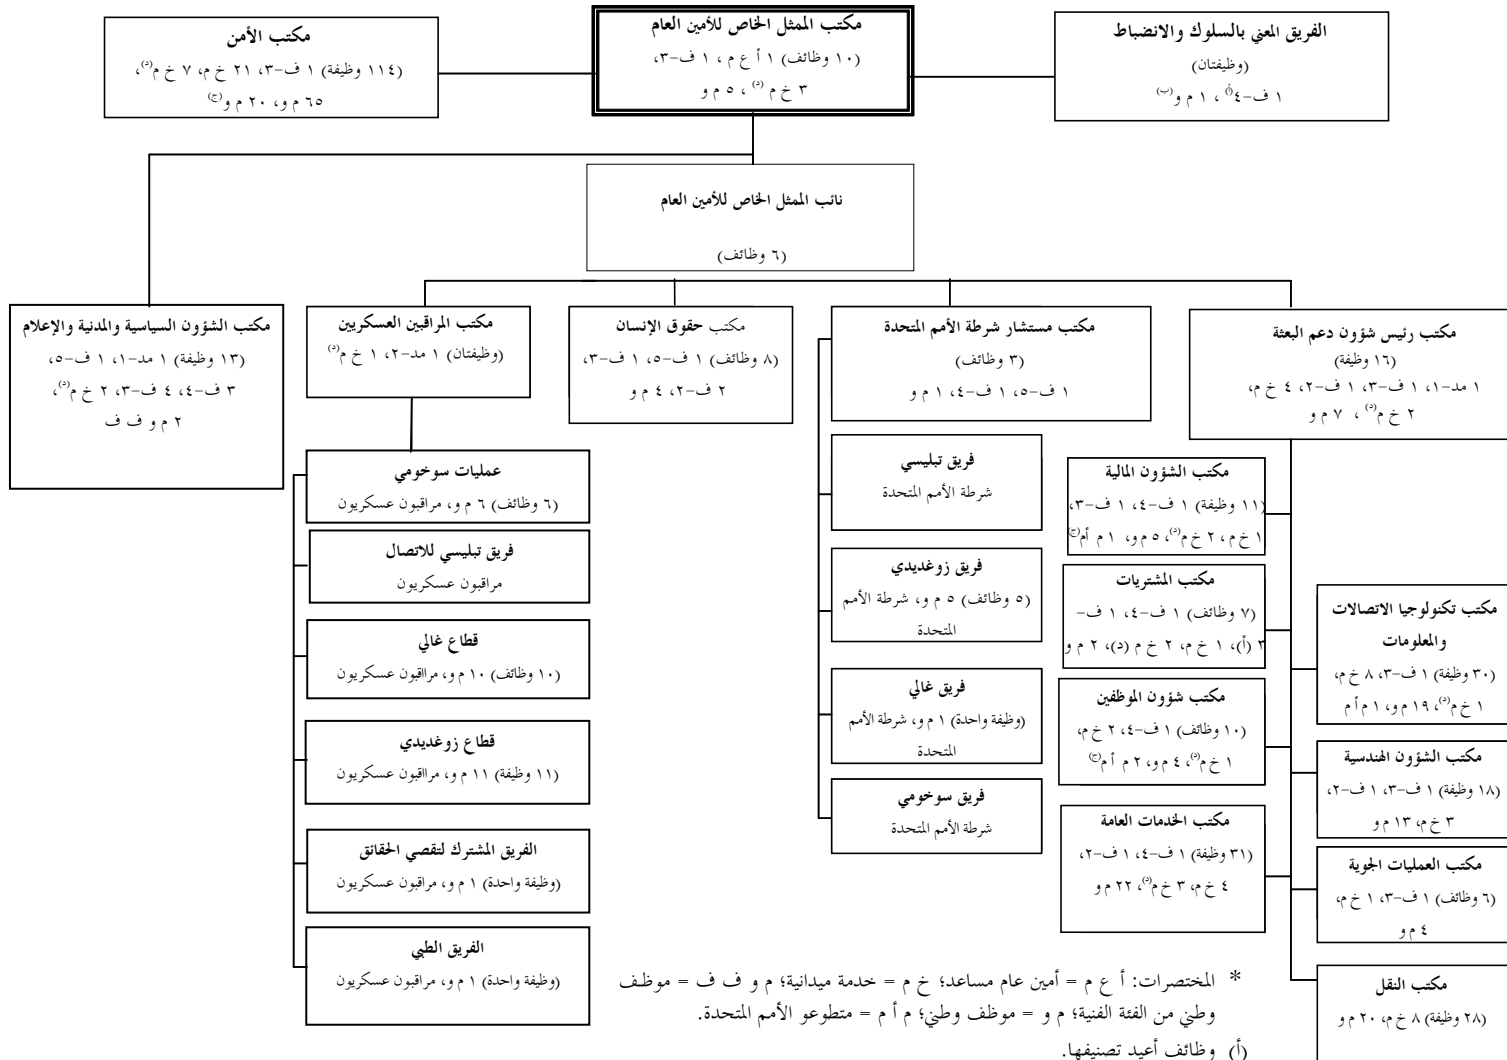 الفريق المعني بالسلوك والانضباط
(وظيفتان)
١ ف-٤(أ)، ١ م و(ب)
مكتب الممثل الخاص للأمين العام
(١٠ وظائف) ١ أ ع م، ١ ف-٣،
٣ خ م(د)، ٥ م و
مكتب الأمن
(١١٤ وظيفة) ١ ف-٣، ٢١ خ م، ٧ خ م(د)،
٦٥ م و، ٢٠ م و(ج)
نائب الممثل الخاص للأمين العام
(٦ وظائف)
مكتب رئيس شؤون دعم البعثة
(١٦ وظيفة)
١ مد-١، ١ ف-٣، ١ ف-٢، ٤ خ م،
٢ خ م(د)، ٧ م و
مكتب مستشار شرطة الأمم المتحدة
(٣ وظائف)
١ ف-٥، ١ ف-٤، ١ م و
مكتب حقوق الإنسان
(٨ وظائف) ١ ف-٥، ١ ف-٣،
٢ ف-٢، ٤ م و
مكتب المراقبين العسكريين
(وظيفتان) ١ مد-٢، ١ خ م(د)
مكتب الشؤون السياسية والمدنية والإعلام
(١٣ وظيفة) ١ مد-١، ١ ف-٥،
٣ ف-٤، ٤ ف-٣، ٢ خ م(د)،
٢ م و ف ف
مكتب تكنولوجيا الاتصالات
والمعلومات
(٣٠ وظيفة) ١ ف-٣، ٨ خ م،
١ خ م(د)، ١٩ م و، ١ م أ م
مكتب الشؤون الهندسية
(١٨ وظيفة) ١ ف-٣، ١ ف-٢،
٣ خ م، ١٣ م و
مكتب العمليات الجوية
(٦ وظائف) ١ ف-٣، ١ خ م،
٤ م و
مكتب النقل
(٢٨ وظيفة) ٨ خ م، ٢٠ م و
مكتب الشؤون المالية
(١١ وظيفة) ١ ف-٤، ١ ف-٣،
١ خ م، ٢ خ م(د)، ٥ م و، ١ م أم(ج)
مكتب المشتريات
(٧ وظائف) ١ ف-٤، ١ ف-
٣ (أ)، ١ خ م، ٢ خ م (د)، ٢ م و
مكتب شؤون الموظفين
(١٠ وظائف) ١ ف-٤، ٢ خ م،
١ خ م(د)، ٤ م و، ٢ م أم(ج)
مكتب الخدمات العامة
(٣١ وظيفة) ١ ف-٤، ١ ف-٢،
٤ خ م، ٣ خ م(د)، ٢٢ م و
فريق تبليسي
شرطة الأمم المتحدة
فريق زوغديدي
(٥ وظائف) ٥ م و، شرطة الأمم
المتحدة
فريق غالي
(وظيفة واحدة) ١ م و، شرطة الأمم
المتحدة
فريق سوخومي
شرطة الأمم المتحدة
عمليات سوخومي
(٦ وظائف) ٦ م و، مراقبون عسكريون
فريق تبليسي للاتصال
مراقبون عسكريون
قطاع غالي
(١٠ وظائف) ١٠ م و، مرااقبون عسكريون
قطاع زوغديدي
(١١ وظيفة) ١١ م و، مرااقبون عسكريون
الفريق المشترك لتقصي الحقائق
(وظيفة واحدة) ١ م و، مراقبون عسكريون
الفريق الطبي
(وظيفة واحدة) ١ م و، مراقبون عسكريون
* المختصرات: أ ع م = أمين عام مساعد؛ خ م = خدمة ميدانية؛ م و ف ف = موظف
وطني من الفئة الفنية؛ م و = موظف وطني؛ م أ م = متطوعو الأمم المتحدة.
(أ) وظائف أعيد تصنيفها.